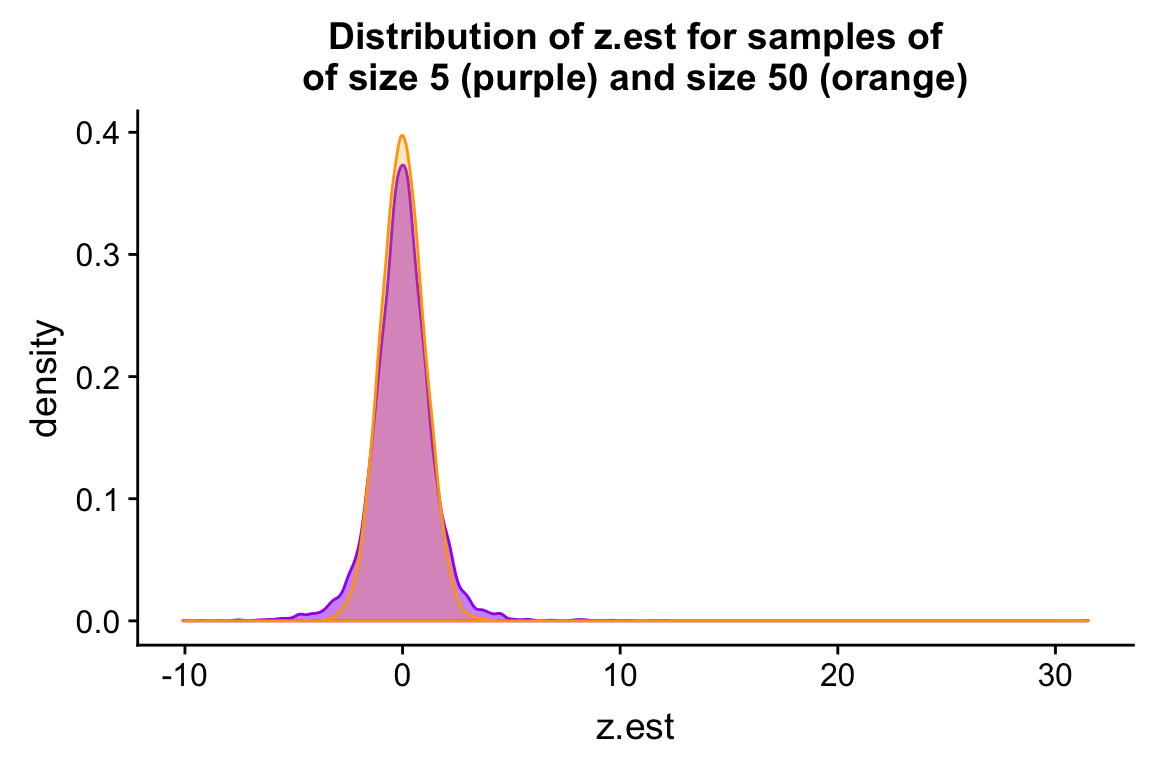 Distribution of z.est for samples of
of size 5 (purple) and size 50 (orange)
0.4
0.3
0.2
0.1
0.0
density
-10 0 10 20 30
z.est